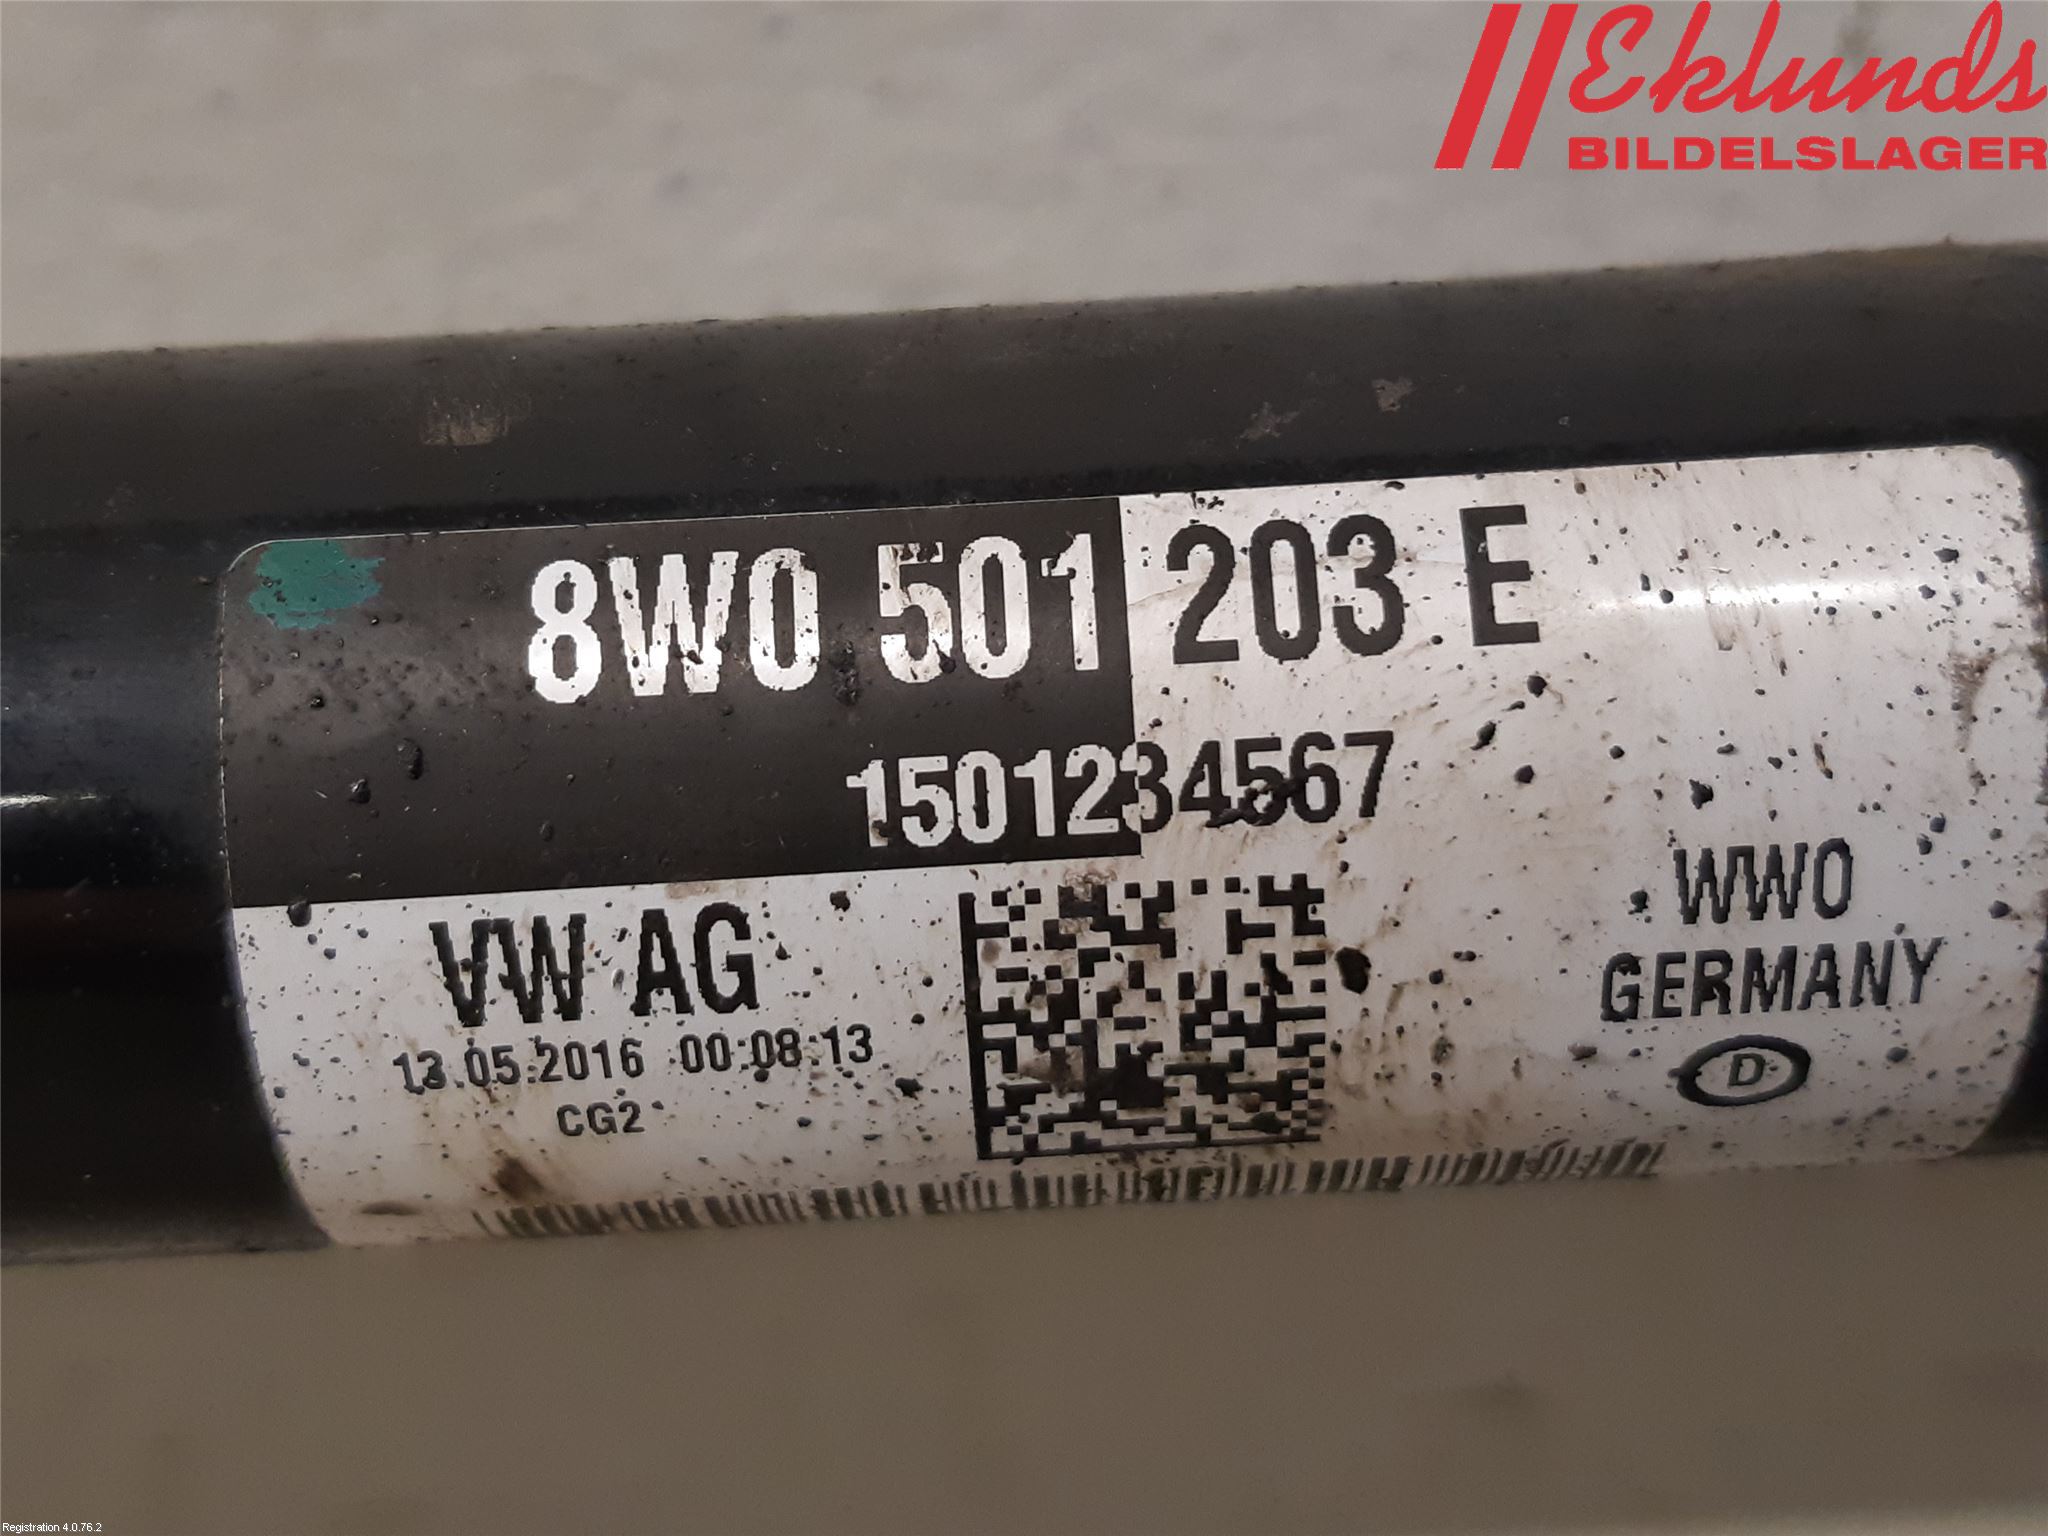 Eklunds
BILDELSLAGER
8W0 501 203 E
1501234567
VW AG
13.05.2016 00:08:13
CG2
WW0
GERMANY
D
Registration 4.0.76.2